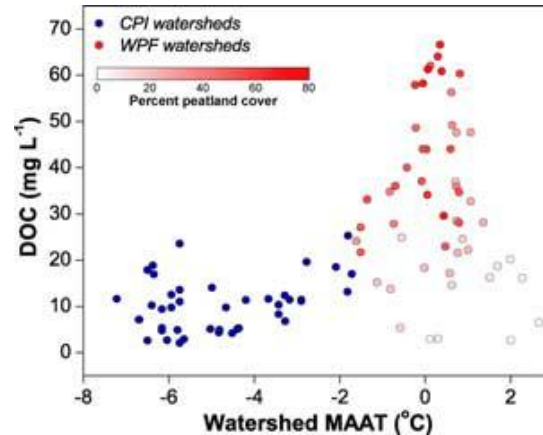 CPI watersheds
WPF watersheds
0 20 40 60 80
Percent peatland cover
DOC (mg L⁻¹)
70
60
50
40
30
20
10
0
-8 -6 -4 -2 0 2
Watershed MAAT (°C)